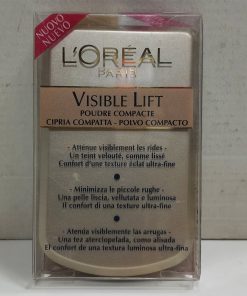 NUOVO
NUEVO
L'ORÉAL
PARIS
VISIBLE LIFT
POUDRE COMPACTE
CIPRIA COMPATTA - POLVO COMPACTO
- Atténue visiblement les rides -
Un teint velouté, comme lissé
Confort d'une texture éclat ultra-fine
- Minimizza le piccole rughe -
Una pelle liscia, vellutata e luminosa
Il confort di una texture ultra-fine
- Atenúa visiblemente las arrugas -
Una tez aterciopelada, como alisada
El confort de una textura luminosa ultra-fina